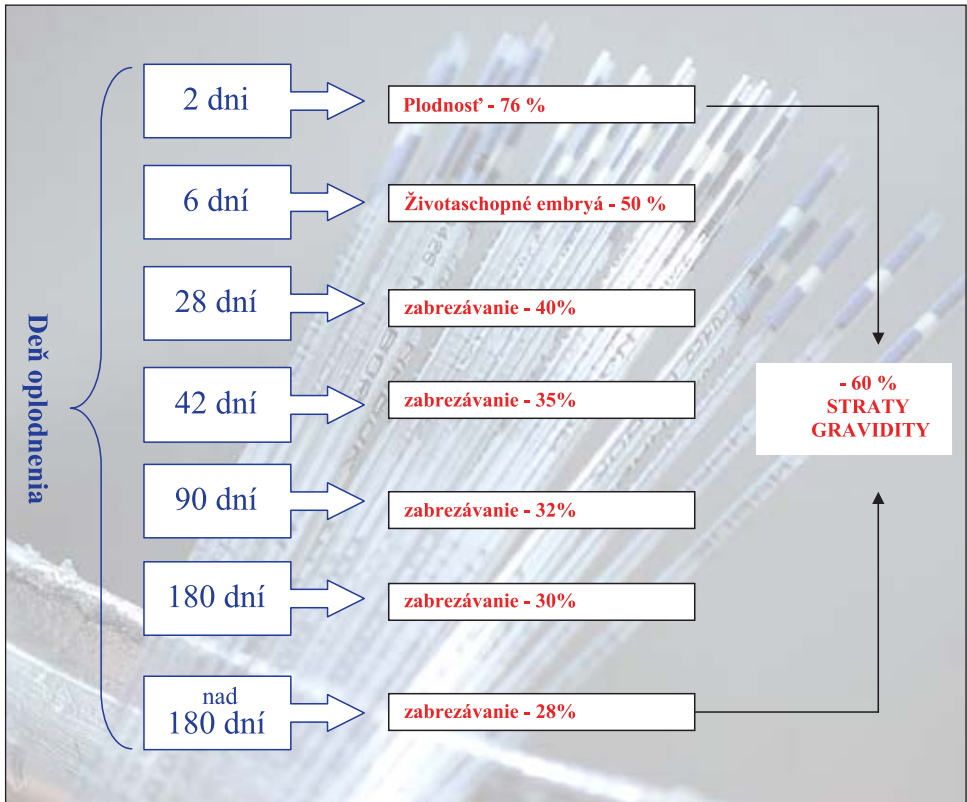 Deň oplodnenia
2 dni
Plodnosť - 76 %
6 dní
Životaschopné embryá - 50 %
28 dní
zabrezávanie - 40%
42 dní
zabrezávanie - 35%
90 dní
zabrezávanie - 32%
180 dní
zabrezávanie - 30%
nad
180 dní
zabrezávanie - 28%
- 60 %
STRATY
GRAVIDITY